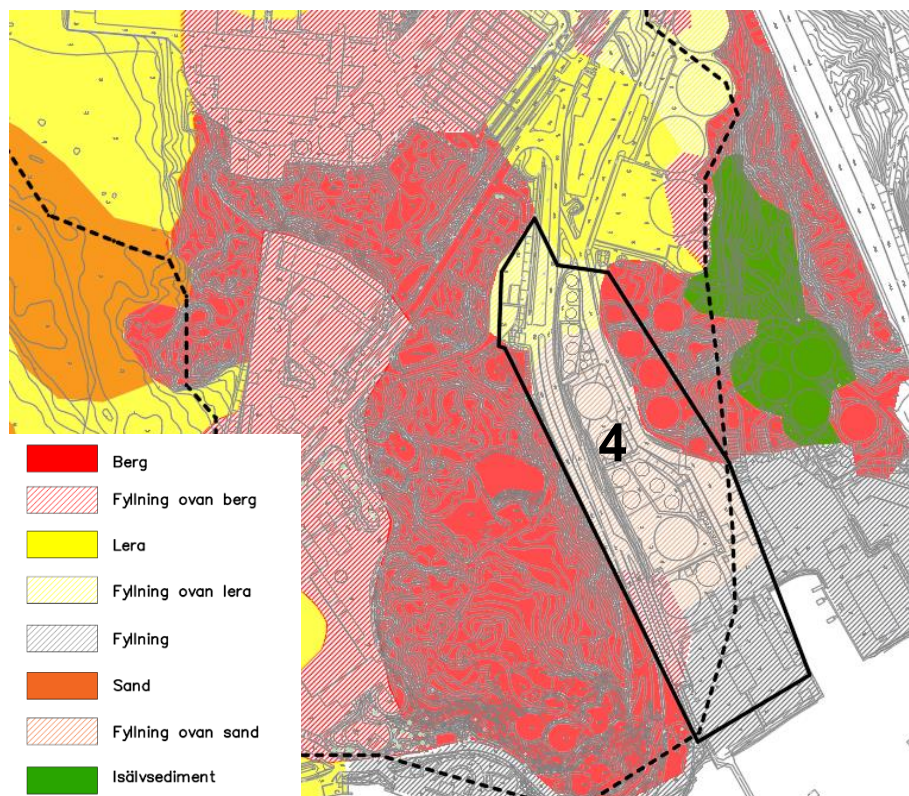 4
Berg
Fyllning ovan berg
Lera
Fyllning ovan lera
Fyllning
Sand
Fyllning ovan sand
Isälvsediment